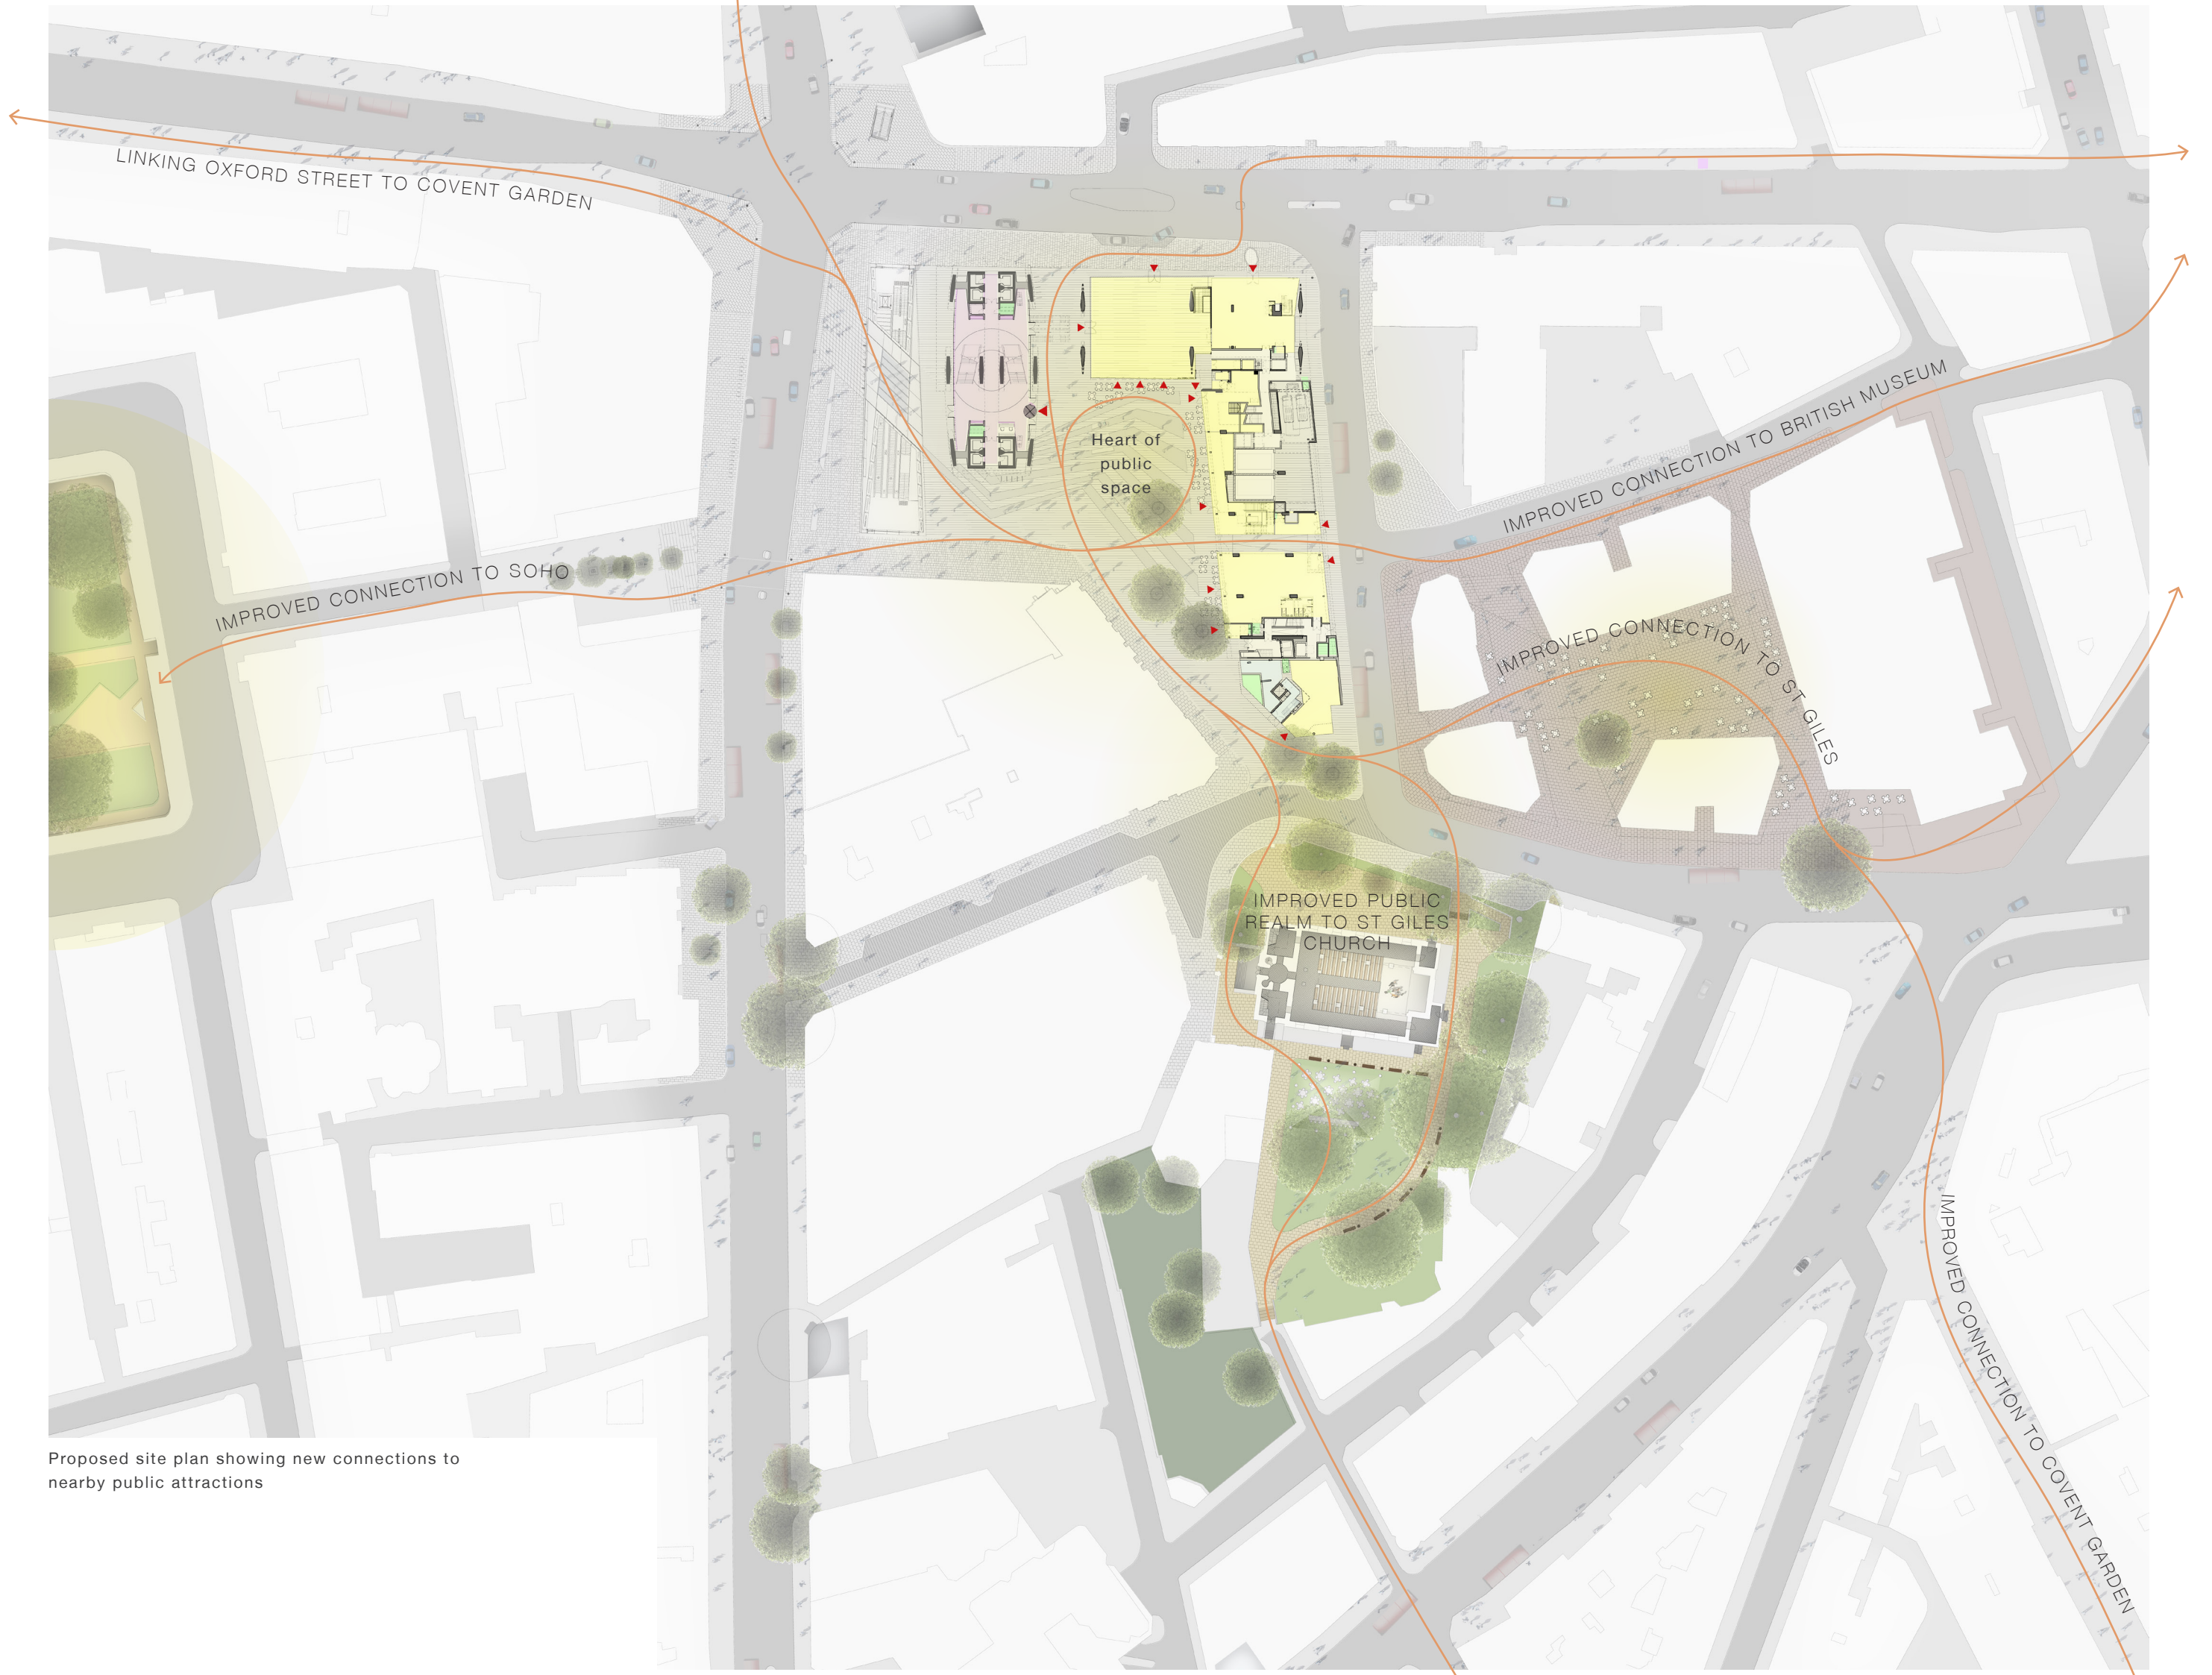 LINKING OXFORD STREET TO COVENT GARDEN
IMPROVED CONNECTION TO BRITISH MUSEUM
Heart of
public
space
IMPROVED CONNECTION TO SOHO
IMPROVED CONNECTION TO ST GILES
IMPROVED PUBLIC
REALM TO ST GILES
CHURCH
IMPROVED CONNECTION TO COVENT GARDEN
Proposed site plan showing new connections to
nearby public attractions